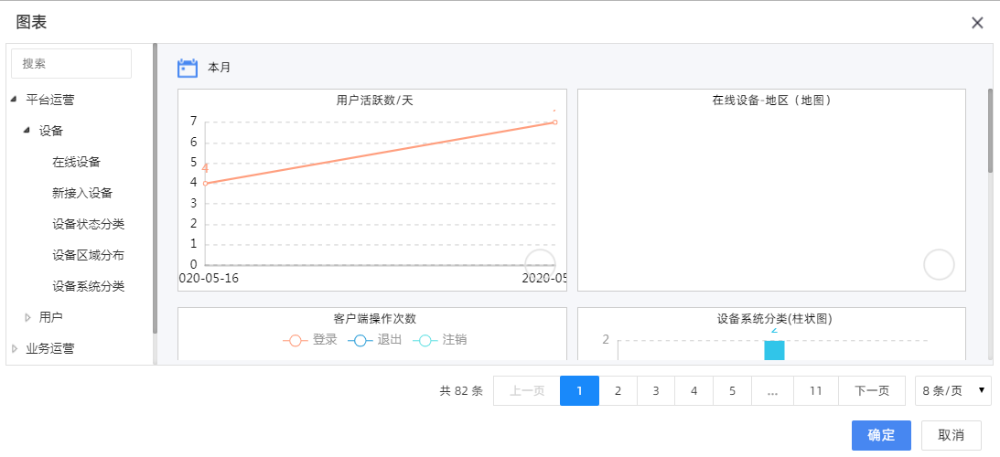 图表
搜索
平台运营
设备
在线设备
新接入设备
设备状态分类
设备区域分布
设备系统分类
用户
业务运营
本月
用户活跃数/天
7
6
5
4
3
2
1
0
4
020-05-16
2020-05
在线设备-地区（地图）
客户端操作次数
登录 退出 注销
设备系统分类(柱状图)
2
2
共 82 条 上一页 1 2 3 4 5 ... 11 下一页 8 条/页
确定 取消